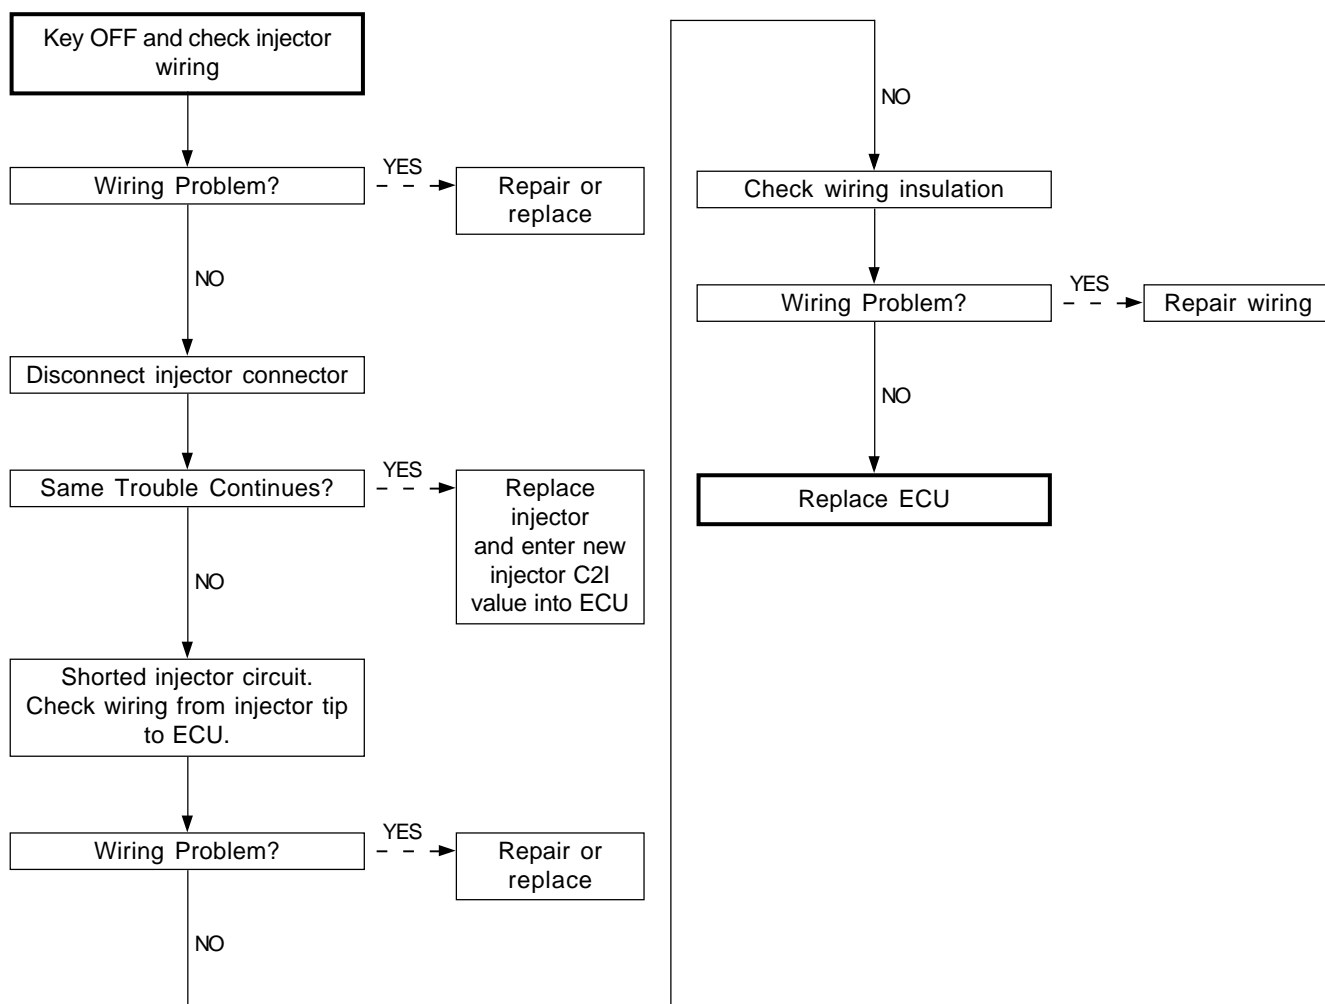 Key OFF and check injector
wiring
Wiring Problem?
YES
Repair or
replace
NO
Disconnect injector connector
Same Trouble Continues?
YES
Replace
injector
and enter new
injector C2I
value into ECU
NO
Shorted injector circuit.
Check wiring from injector tip
to ECU.
Wiring Problem?
YES
Repair or
replace
NO
NO
Check wiring insulation
Wiring Problem?
YES
Repair wiring
NO
Replace ECU